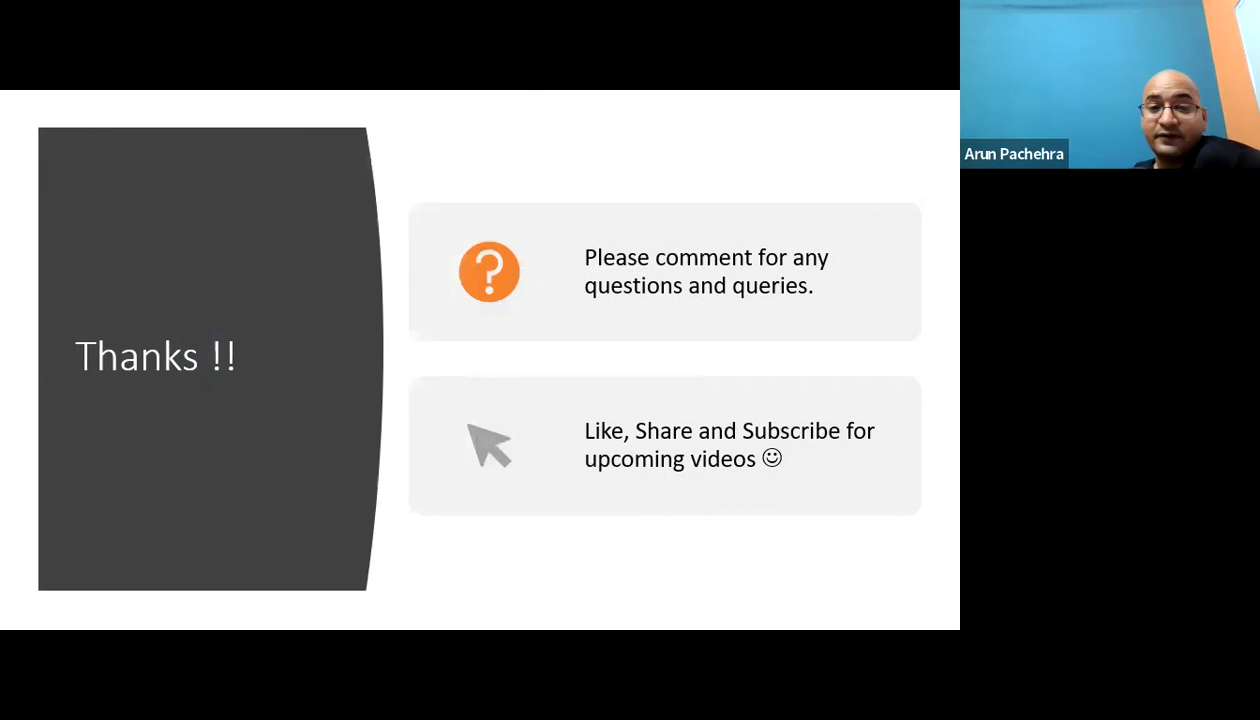 Arun Pachehra
Thanks !!
Please comment for any
questions and queries.
Like, Share and Subscribe for
upcoming videos ☺